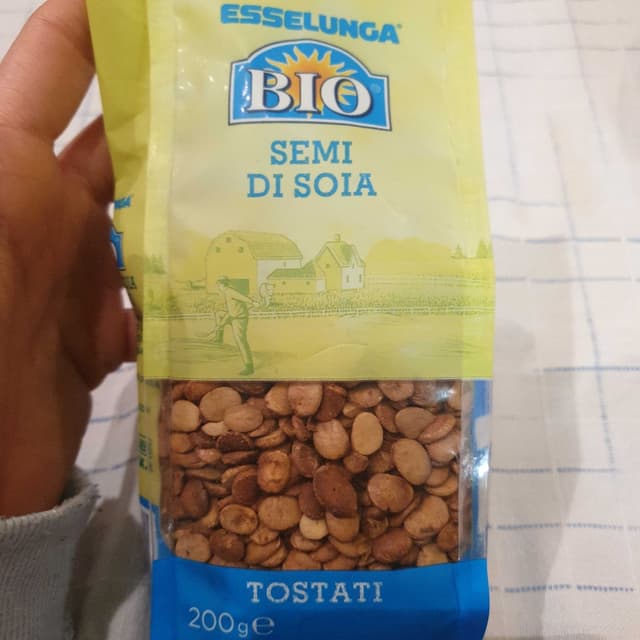 ESSELUNGA®
BIO®
SEMI
DI SOIA
TOSTATI
200g e